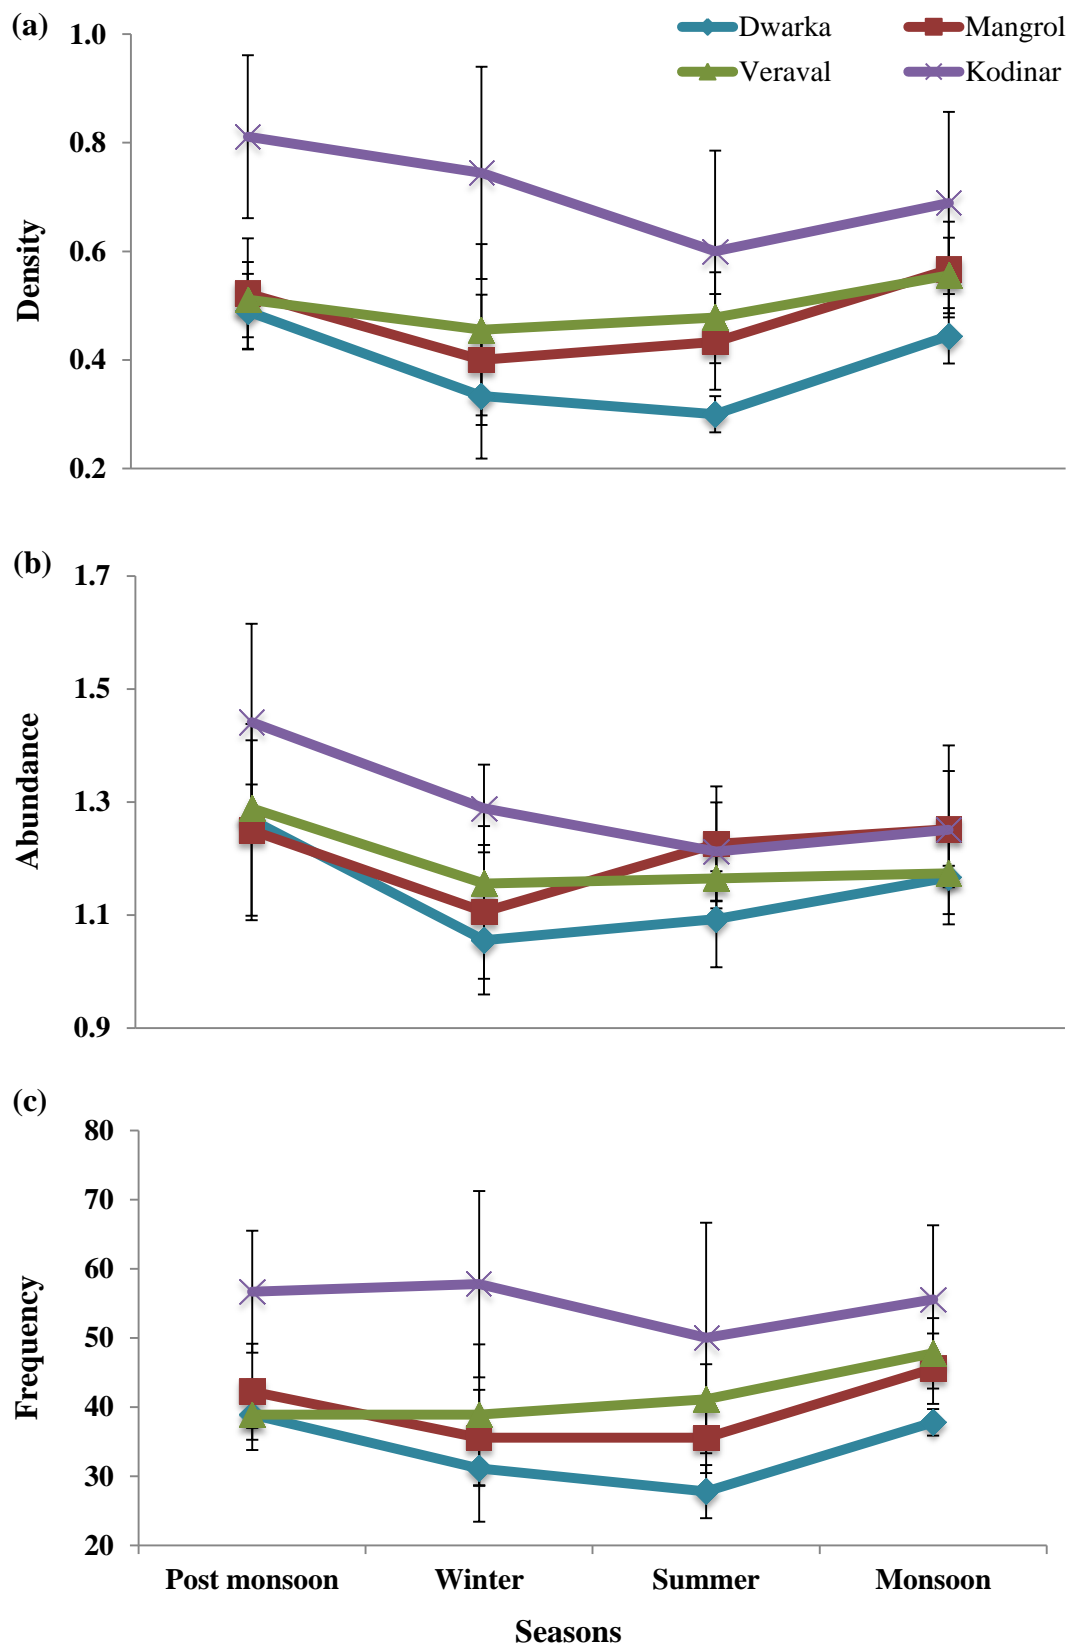 (a)
Dwarka Mangrol
Veraval Kodinar
1.0
0.8
0.6
0.4
0.2
Density
(b)
1.7
1.5
1.3
1.1
0.9
Abundance
(c)
80
70
60
50
40
30
20
Frequency
Post monsoon Winter Summer Monsoon
Seasons